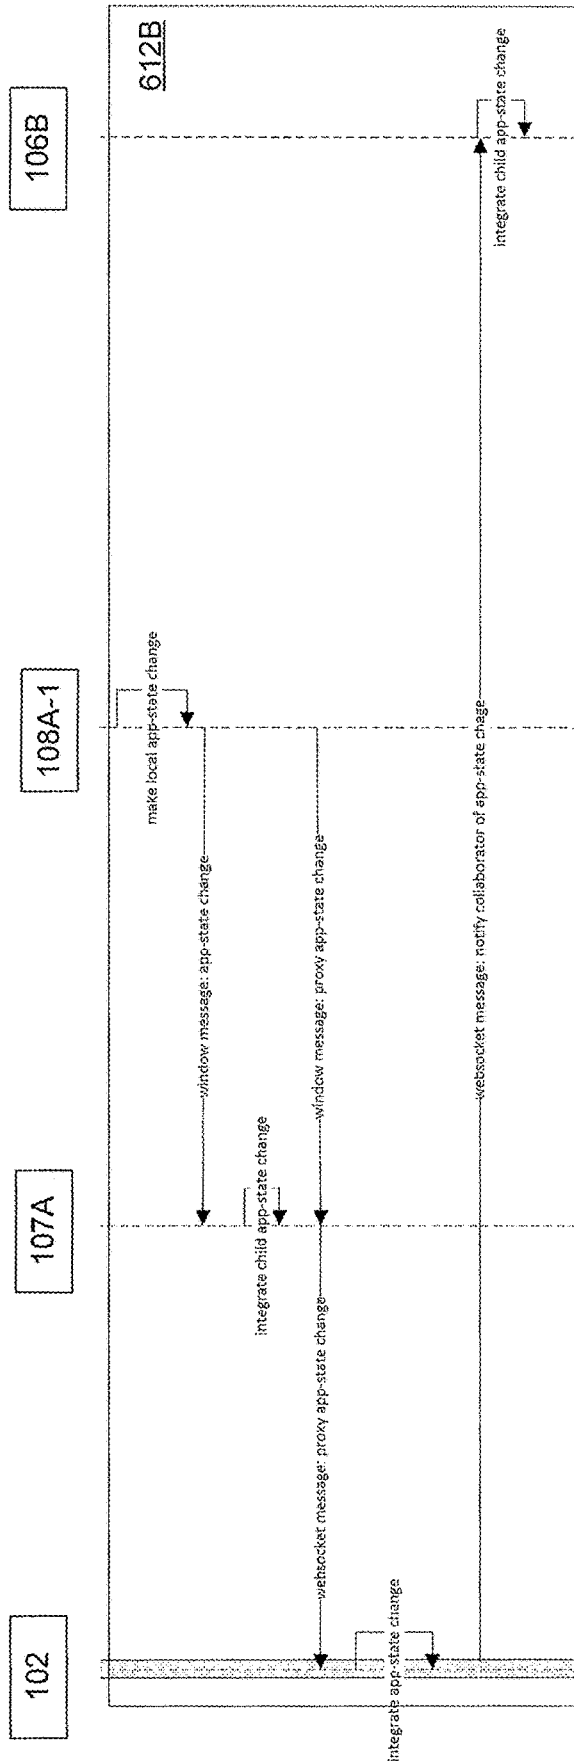 102
107A
108A-1
106B
612B
make local app-state change
window message: app-state change
integrate child app-state change
window message: proxy app-state change
websocket message: proxy app-state change
integrate app-state change
websocket message: notify collaborator of app-state chage
integrate child app-state change